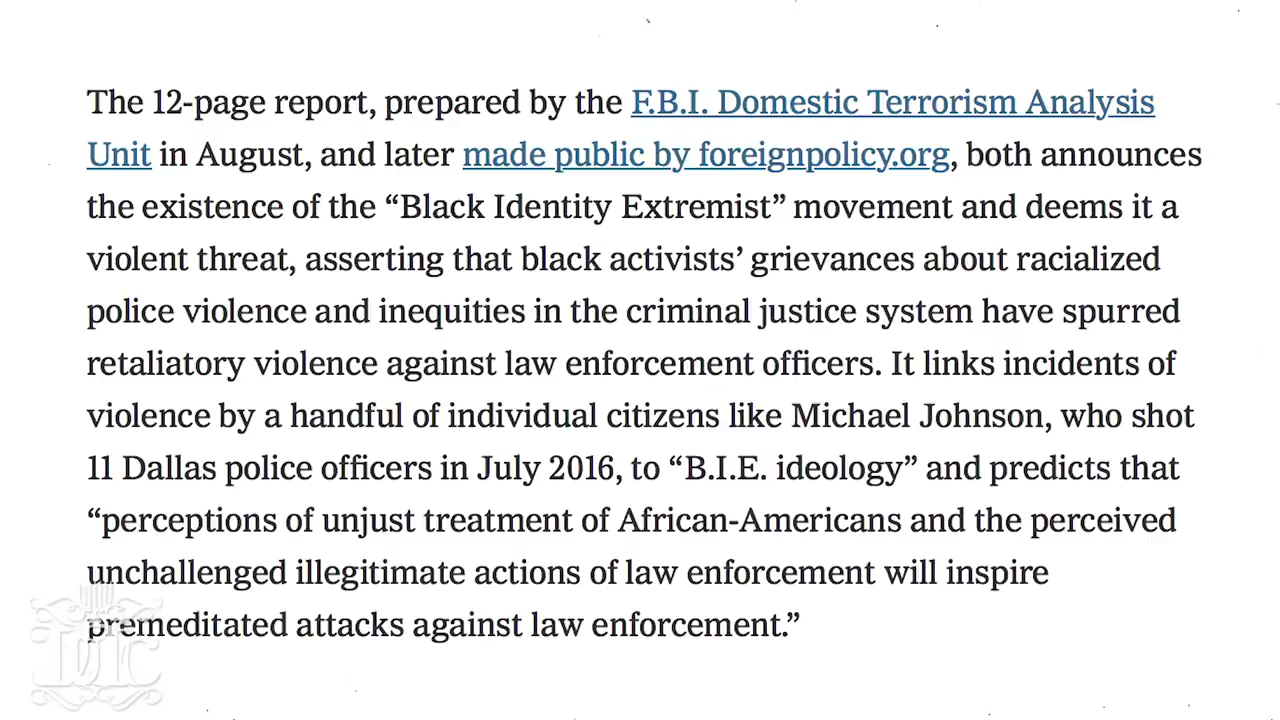 The 12-page report, prepared by the F.B.I. Domestic Terrorism Analysis
Unit in August, and later made public by foreignpolicy.org, both announces
the existence of the “Black Identity Extremist” movement and deems it a
violent threat, asserting that black activists’ grievances about racialized
police violence and inequities in the criminal justice system have spurred
retaliatory violence against law enforcement officers. It links incidents of
violence by a handful of individual citizens like Michael Johnson, who shot
11 Dallas police officers in July 2016, to “B.I.E. ideology” and predicts that
“perceptions of unjust treatment of African-Americans and the perceived
unchallenged illegitimate actions of law enforcement will inspire
premeditated attacks against law enforcement.”